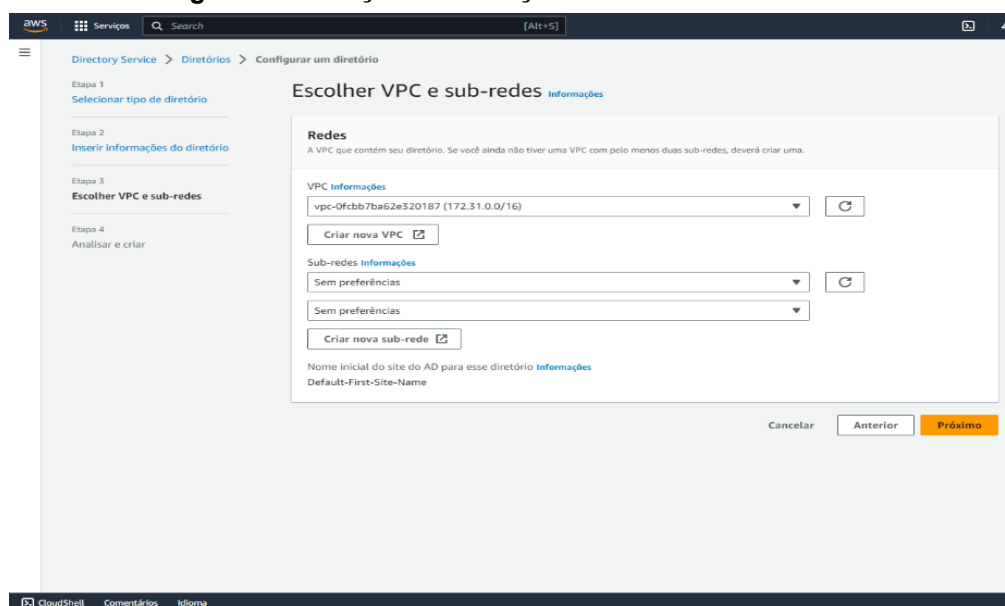 aws Serviços Search [Alt+S]
Directory Service > Diretórios > Configurar um diretório
Etapa 1
Selecionar tipo de diretório
Etapa 2
Inserir informações do diretório
Etapa 3
Escolher VPC e sub-redes
Etapa 4
Analisar e criar
Escolher VPC e sub-redes Informações
Redes
A VPC que contém seu diretório. Se você ainda não tiver uma VPC com pelo menos duas sub-redes, deverá criar uma.
VPC Informações
vpc-0fcbb7ba62e320187 (172.31.0.0/16)
Criar nova VPC
Sub-redes Informações
Sem preferências
Sem preferências
Criar nova sub-rede
Nome inicial do site do AD para esse diretório Informações
Default-First-Site-Name
Cancelar Anterior Próximo
CloudShell Comentários Idioma